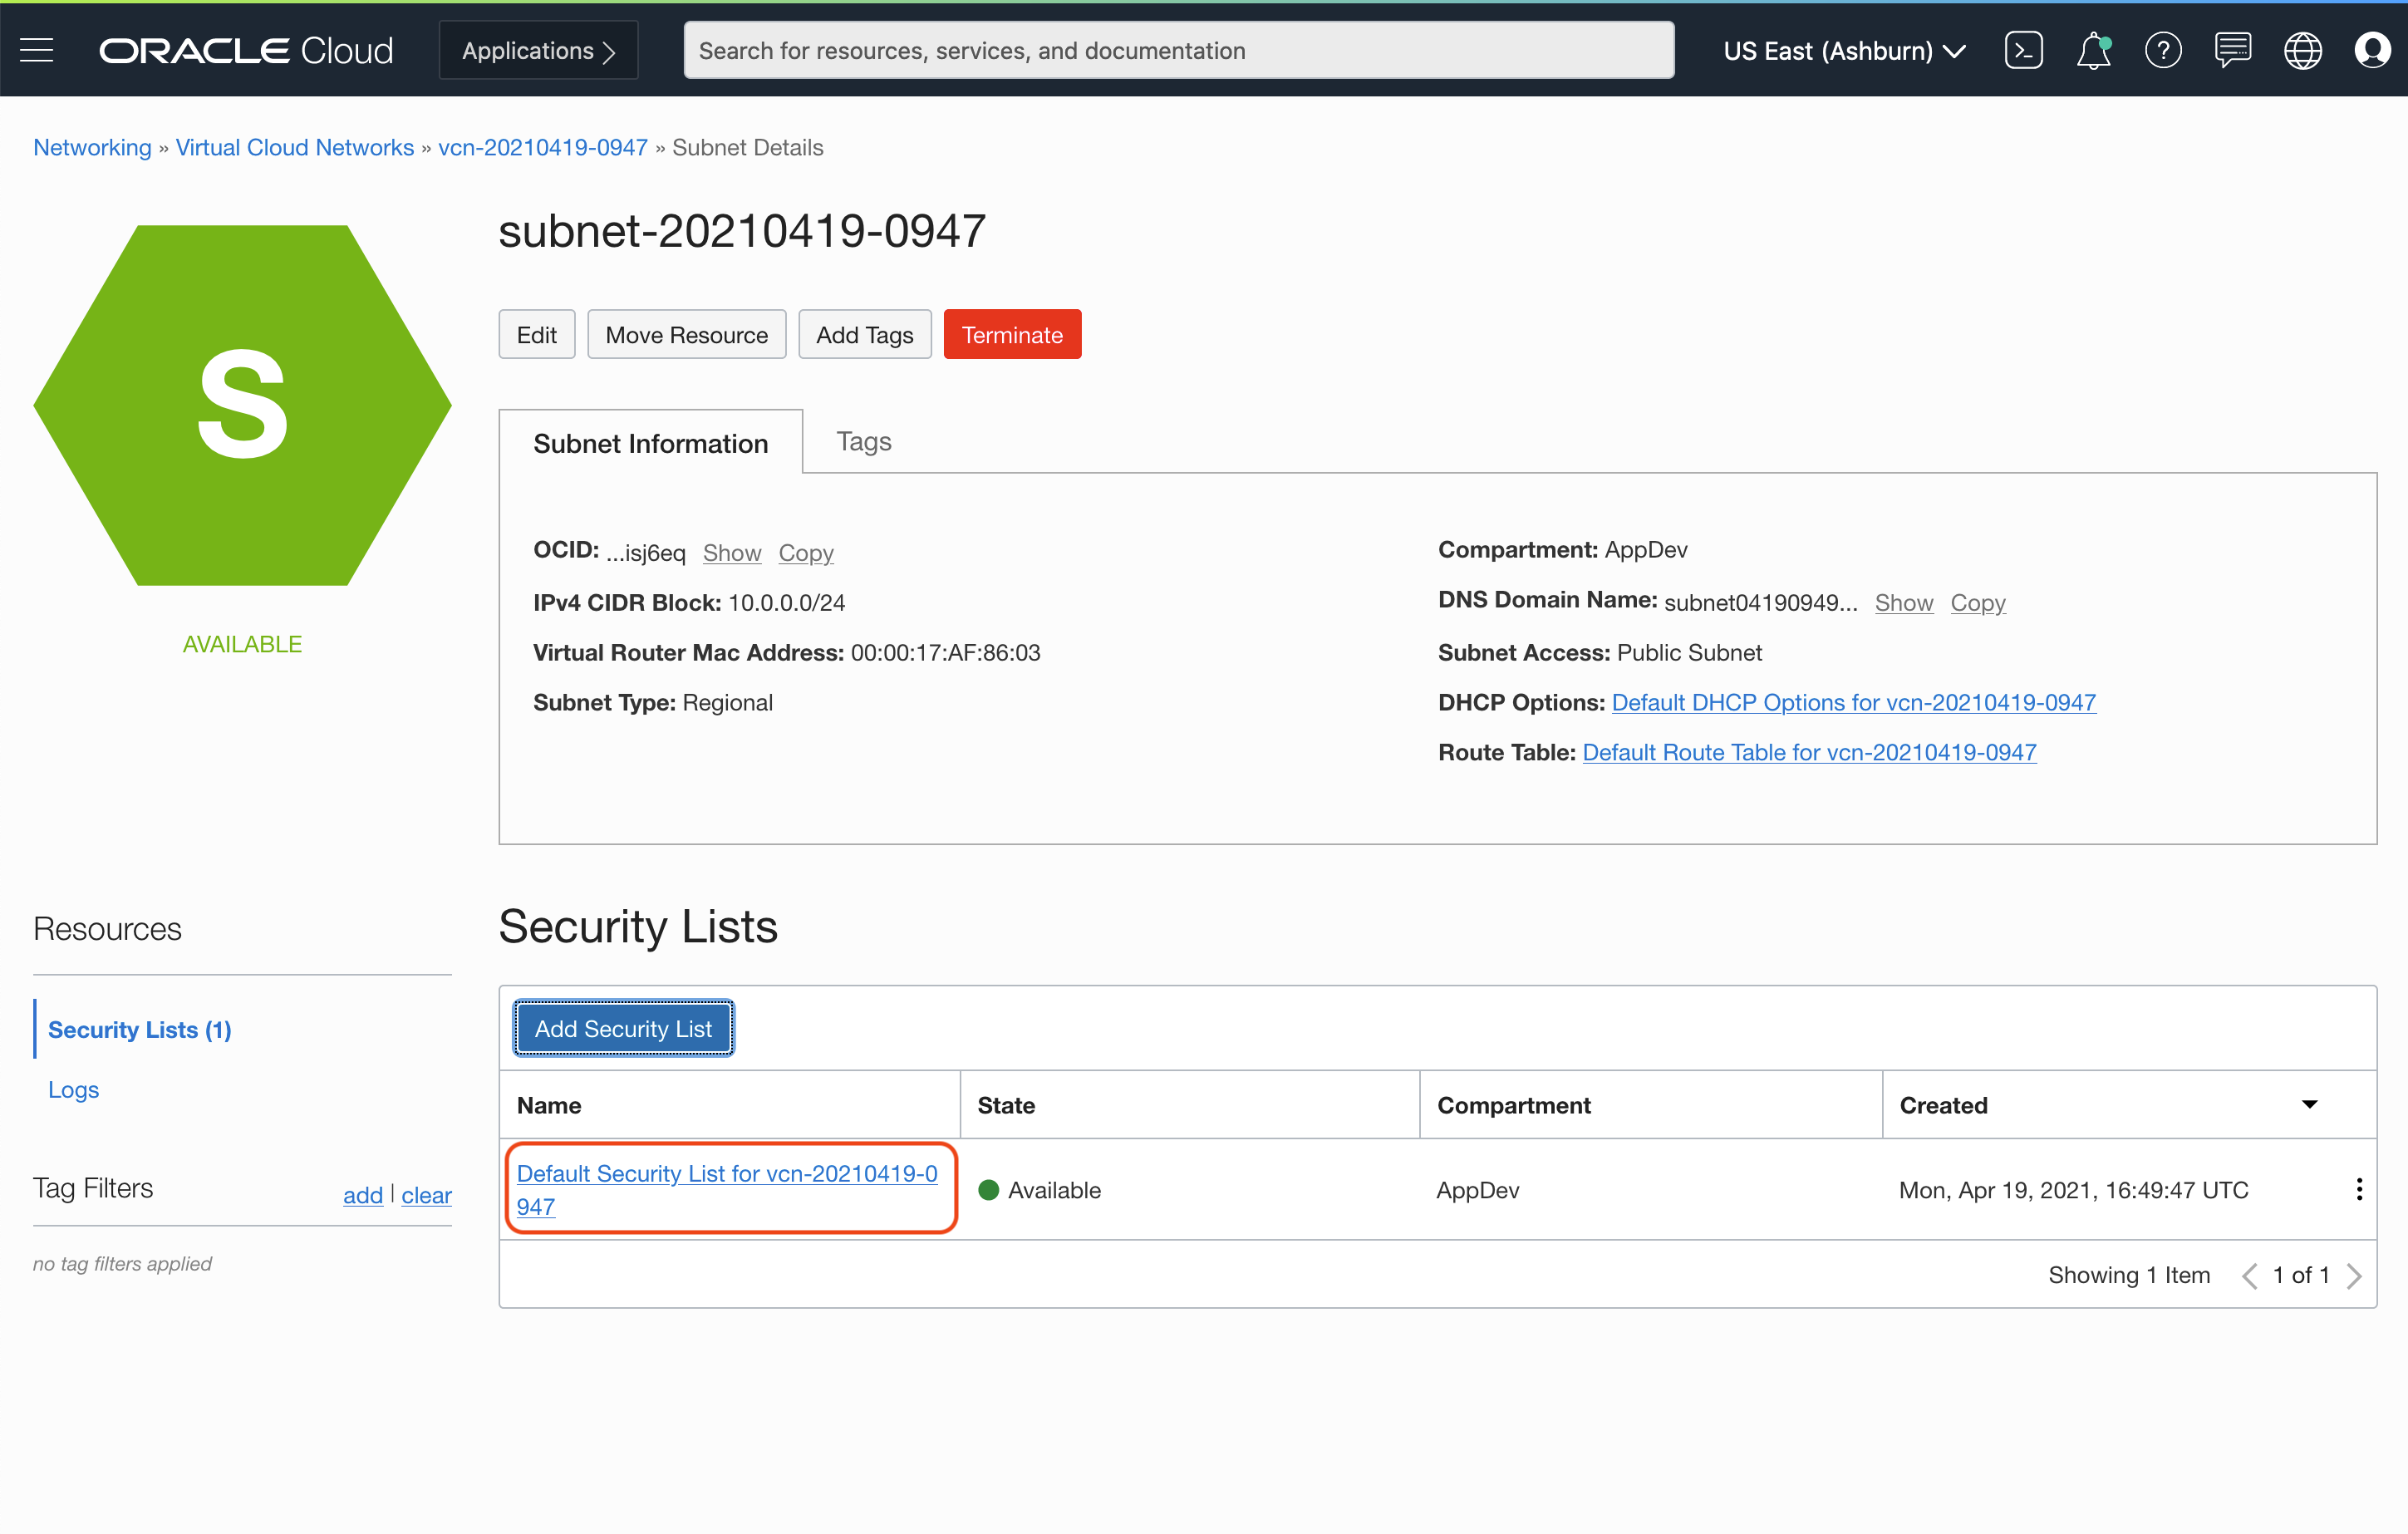 ORACLE Cloud
Applications
Search for resources, services, and documentation
US East (Ashburn)
Networking » Virtual Cloud Networks » vcn-20210419-0947 » Subnet Details
S
AVAILABLE
subnet-20210419-0947
Edit
Move Resource
Add Tags
Terminate
Subnet Information
Tags
OCID: ...isj6eq Show Copy
IPv4 CIDR Block: 10.0.0.0/24
Virtual Router Mac Address: 00:00:17:AF:86:03
Subnet Type: Regional
Compartment: AppDev
DNS Domain Name: subnet04190949... Show Copy
Subnet Access: Public Subnet
DHCP Options: Default DHCP Options for vcn-20210419-0947
Route Table: Default Route Table for vcn-20210419-0947
Resources
Security Lists (1)
Logs
Tag Filters
add | clear
no tag filters applied
Security Lists
Add Security List
Name State Compartment Created
Default Security List for vcn-20210419-0
947
Available
AppDev
Mon, Apr 19, 2021, 16:49:47 UTC
Showing 1 Item
1 of 1